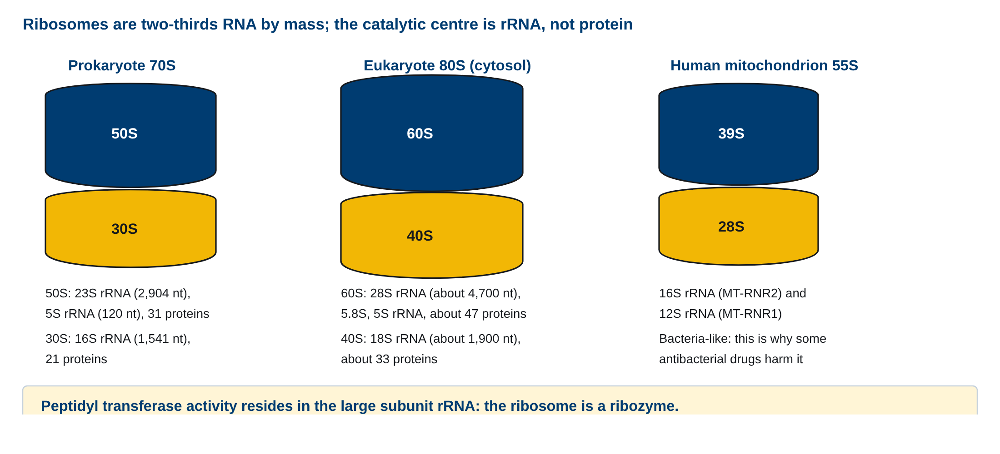 Ribosomes are two-thirds RNA by mass; the catalytic centre is rRNA, not protein
Prokaryote 70S
50S
30S
50S: 23S rRNA (2,904 nt),
5S rRNA (120 nt), 31 proteins
30S: 16S rRNA (1,541 nt),
21 proteins
Eukaryote 80S (cytosol)
60S
40S
60S: 28S rRNA (about 4,700 nt),
5.8S, 5S rRNA, about 47 proteins
40S: 18S rRNA (about 1,900 nt),
about 33 proteins
Human mitochondrion 55S
39S
28S
16S rRNA (MT-RNR2) and
12S rRNA (MT-RNR1)
Bacteria-like: this is why some
antibacterial drugs harm it
Peptidyl transferase activity resides in the large subunit rRNA: the ribosome is a ribozyme.